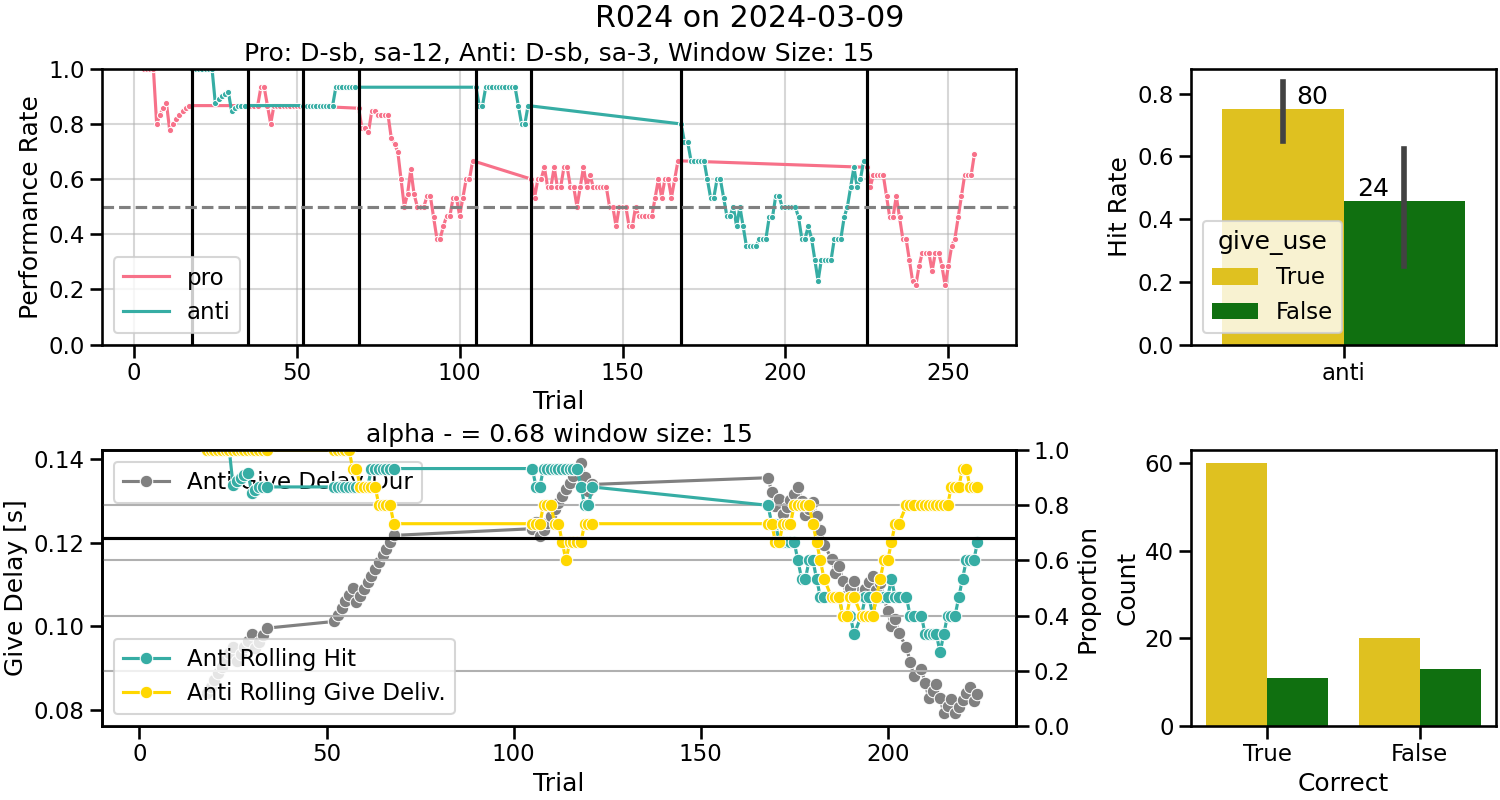 R024 on 2024-03-09
Pro: D-sb, sa-12, Anti: D-sb, sa-3, Window Size: 15
Performance Rate
1.0
0.8
0.6
0.4
0.2
0.0
pro
anti
0 50 100 150 200 250
Trial
Hit Rate
0.8
0.6
0.4
0.2
0.0
80
24
give_use
True
False
anti
alpha - = 0.68 window size: 15
Give Delay [s]
0.14
0.12
0.10
0.08
Anti Give Delay Dur
Anti Rolling Hit
Anti Rolling Give Deliv.
1.0
0.8
0.6
0.4
0.2
0.0
Proportion
0 50 100 150 200
Trial
Count
60
40
20
0
True False
Correct